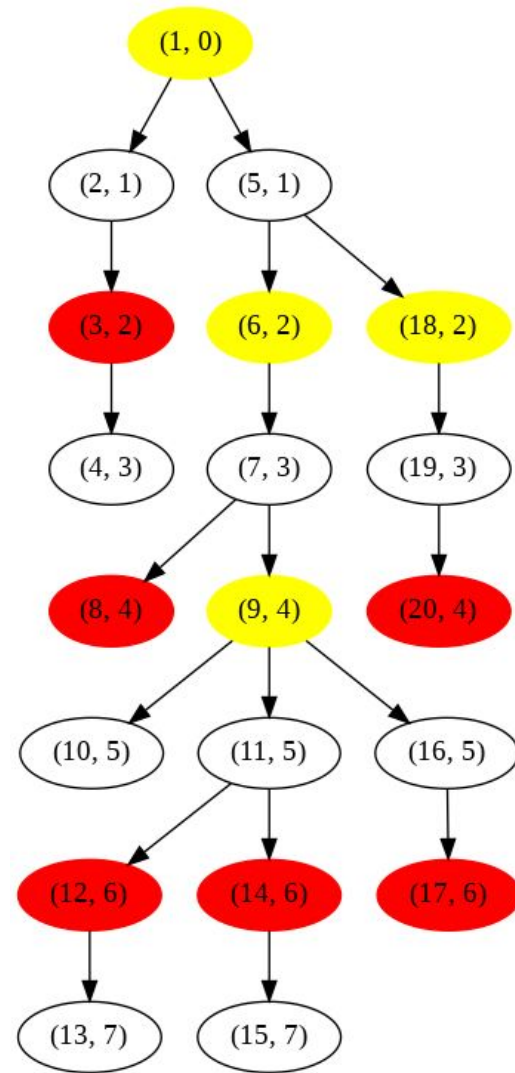 (1, 0)
(2, 1) (5, 1)
(3, 2) (6, 2) (18, 2)
(4, 3) (7, 3) (19, 3)
(8, 4) (9, 4) (20, 4)
(10, 5) (11, 5) (16, 5)
(12, 6) (14, 6) (17, 6)
(13, 7) (15, 7)